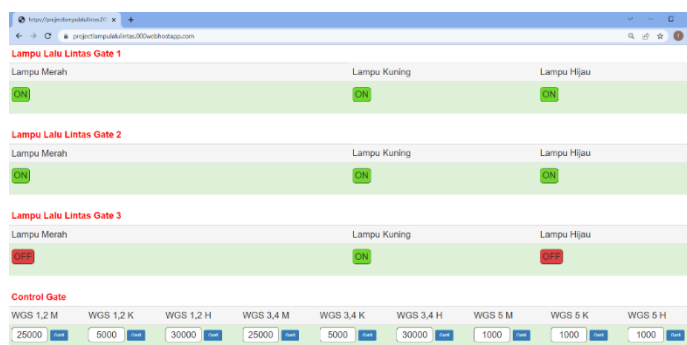 projectlampulalulintas.000webhostapp.com
Lampu Lalu Lintas Gate 1
Lampu Merah Lampu Kuning Lampu Hijau
ON ON ON
Lampu Lalu Lintas Gate 2
Lampu Merah Lampu Kuning Lampu Hijau
ON ON ON
Lampu Lalu Lintas Gate 3
Lampu Merah Lampu Kuning Lampu Hijau
OFF ON OFF
Control Gate
WGS 1,2 M WGS 1,2 K WGS 1,2 H WGS 3,4 M WGS 3,4 K WGS 3,4 H WGS 5 M WGS 5 K WGS 5 H
25000 5000 30000 25000 5000 30000 1000 1000 1000